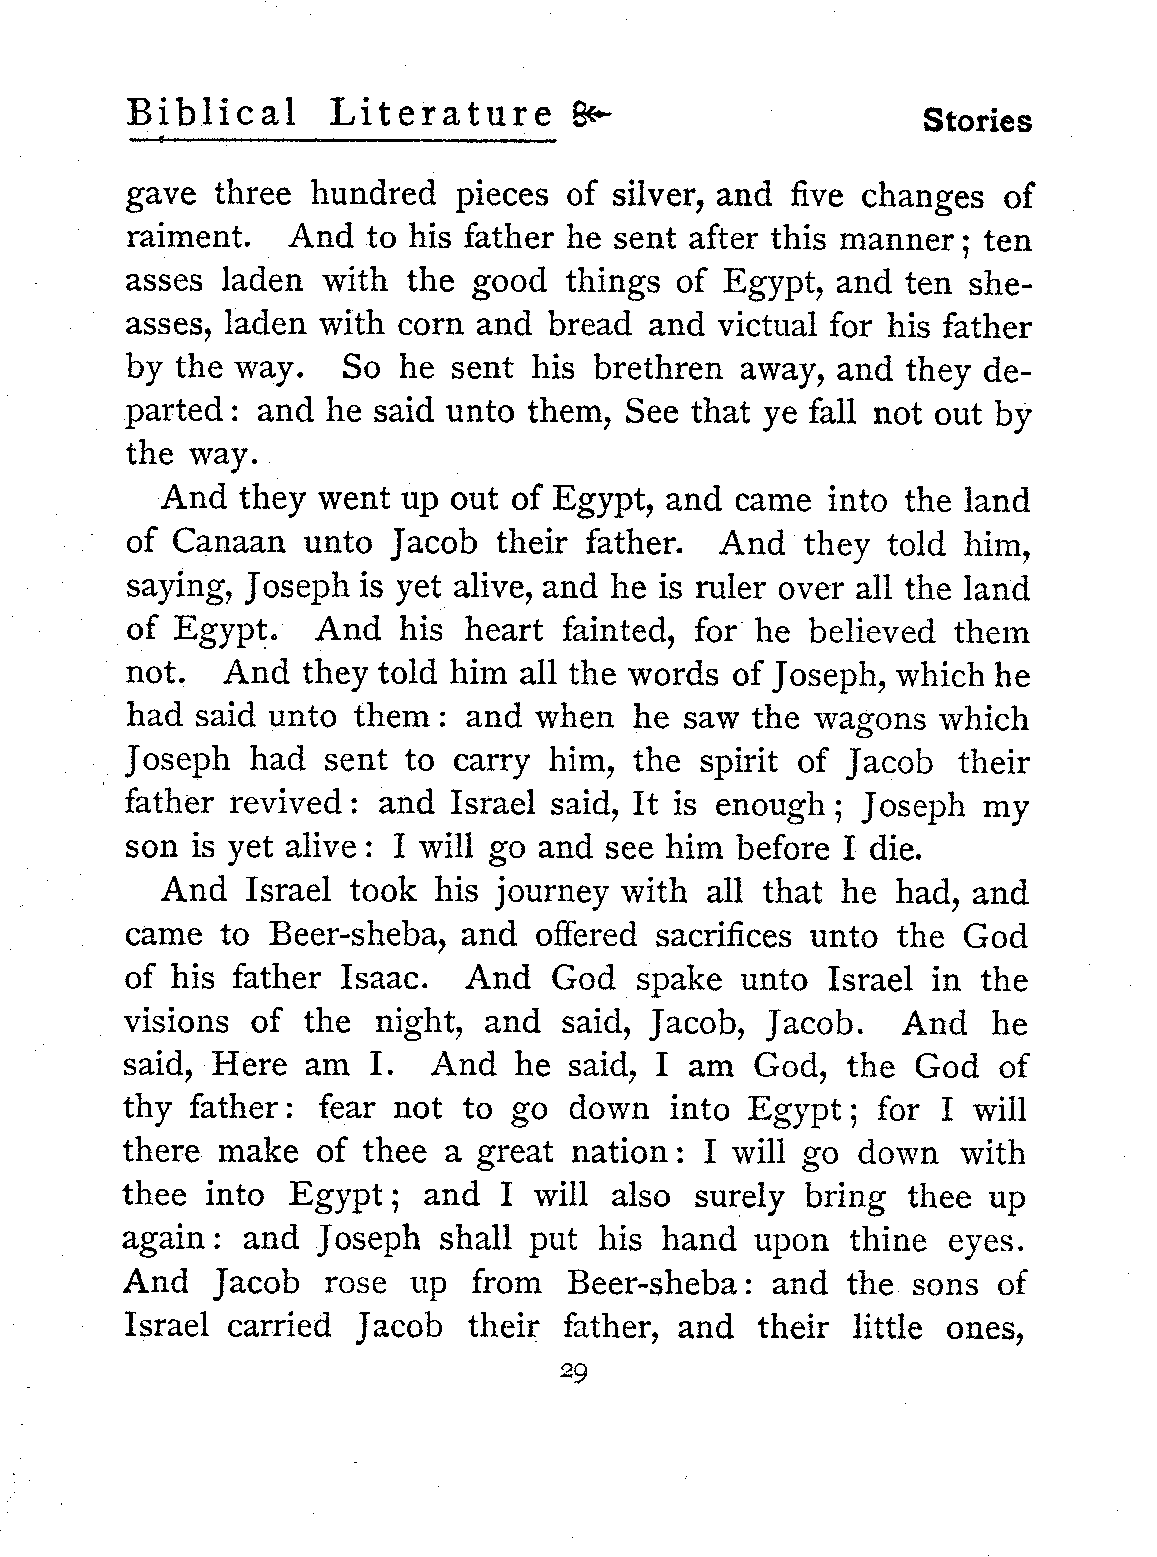 Biblical Literature Stories
gave three hundred pieces of silver, and five changes of
raiment. And to his father he sent after this manner; ten
asses laden with the good things of Egypt, and ten she-
asses, laden with corn and bread and victual for his father
by the way. So he sent his brethren away, and they de-
parted: and he said unto them, See that ye fall not out by
the way.
And they went up out of Egypt, and came into the land
of Canaan unto Jacob their father. And they told him,
saying, Joseph is yet alive, and he is ruler over all the land
of Egypt. And his heart fainted, for he believed them
not. And they told him all the words of Joseph, which he
had said unto them: and when he saw the wagons which
Joseph had sent to carry him, the spirit of Jacob their
father revived: and Israel said, It is enough; Joseph my
son is yet alive: I will go and see him before I die.
And Israel took his journey with all that he had, and
came to Beer-sheba, and offered sacrifices unto the God
of his father Isaac. And God spake unto Israel in the
visions of the night, and said, Jacob, Jacob. And he
said, Here am I. And he said, I am God, the God of
thy father: fear not to go down into Egypt; for I will
there make of thee a great nation: I will go down with
thee into Egypt; and I will also surely bring thee up
again: and Joseph shall put his hand upon thine eyes.
And Jacob rose up from Beer-sheba: and the sons of
Israel carried Jacob their father, and their little ones,
29